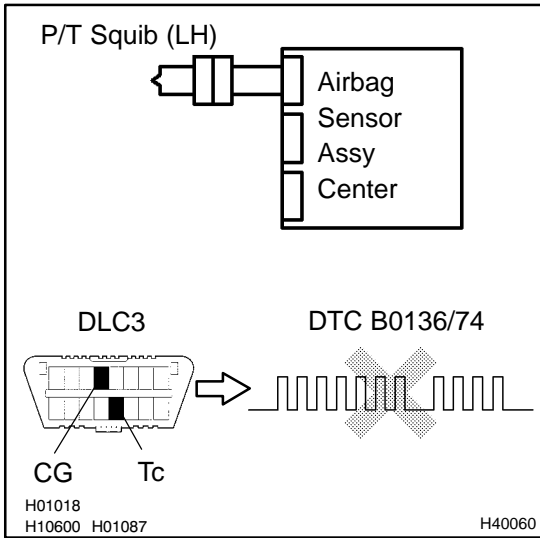 P/T Squib (LH)
Airbag
Sensor
Assy
Center
DLC3
DTC B0136/74
CG
Tc
H01018
H10600 H01087
H40060